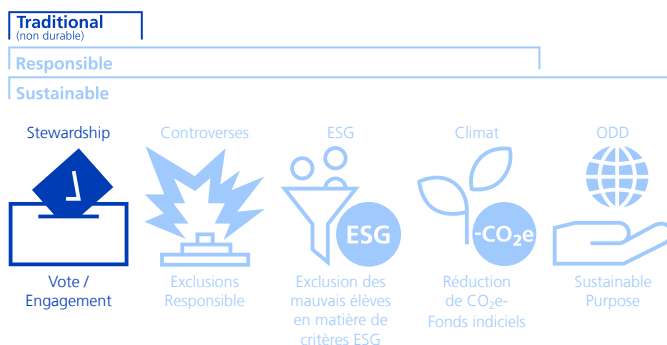 Traditional
(non durable)
Responsible
Sustainable
Stewardship
Controverses
ESG
Climat
ODD
ESG
-CO₂e
Vote /
Engagement
Exclusions
Responsible
Exclusion des
mauvais élèves
en matière de
critères ESG
Réduction
de CO₂e-
Fonds indiciels
Sustainable
Purpose